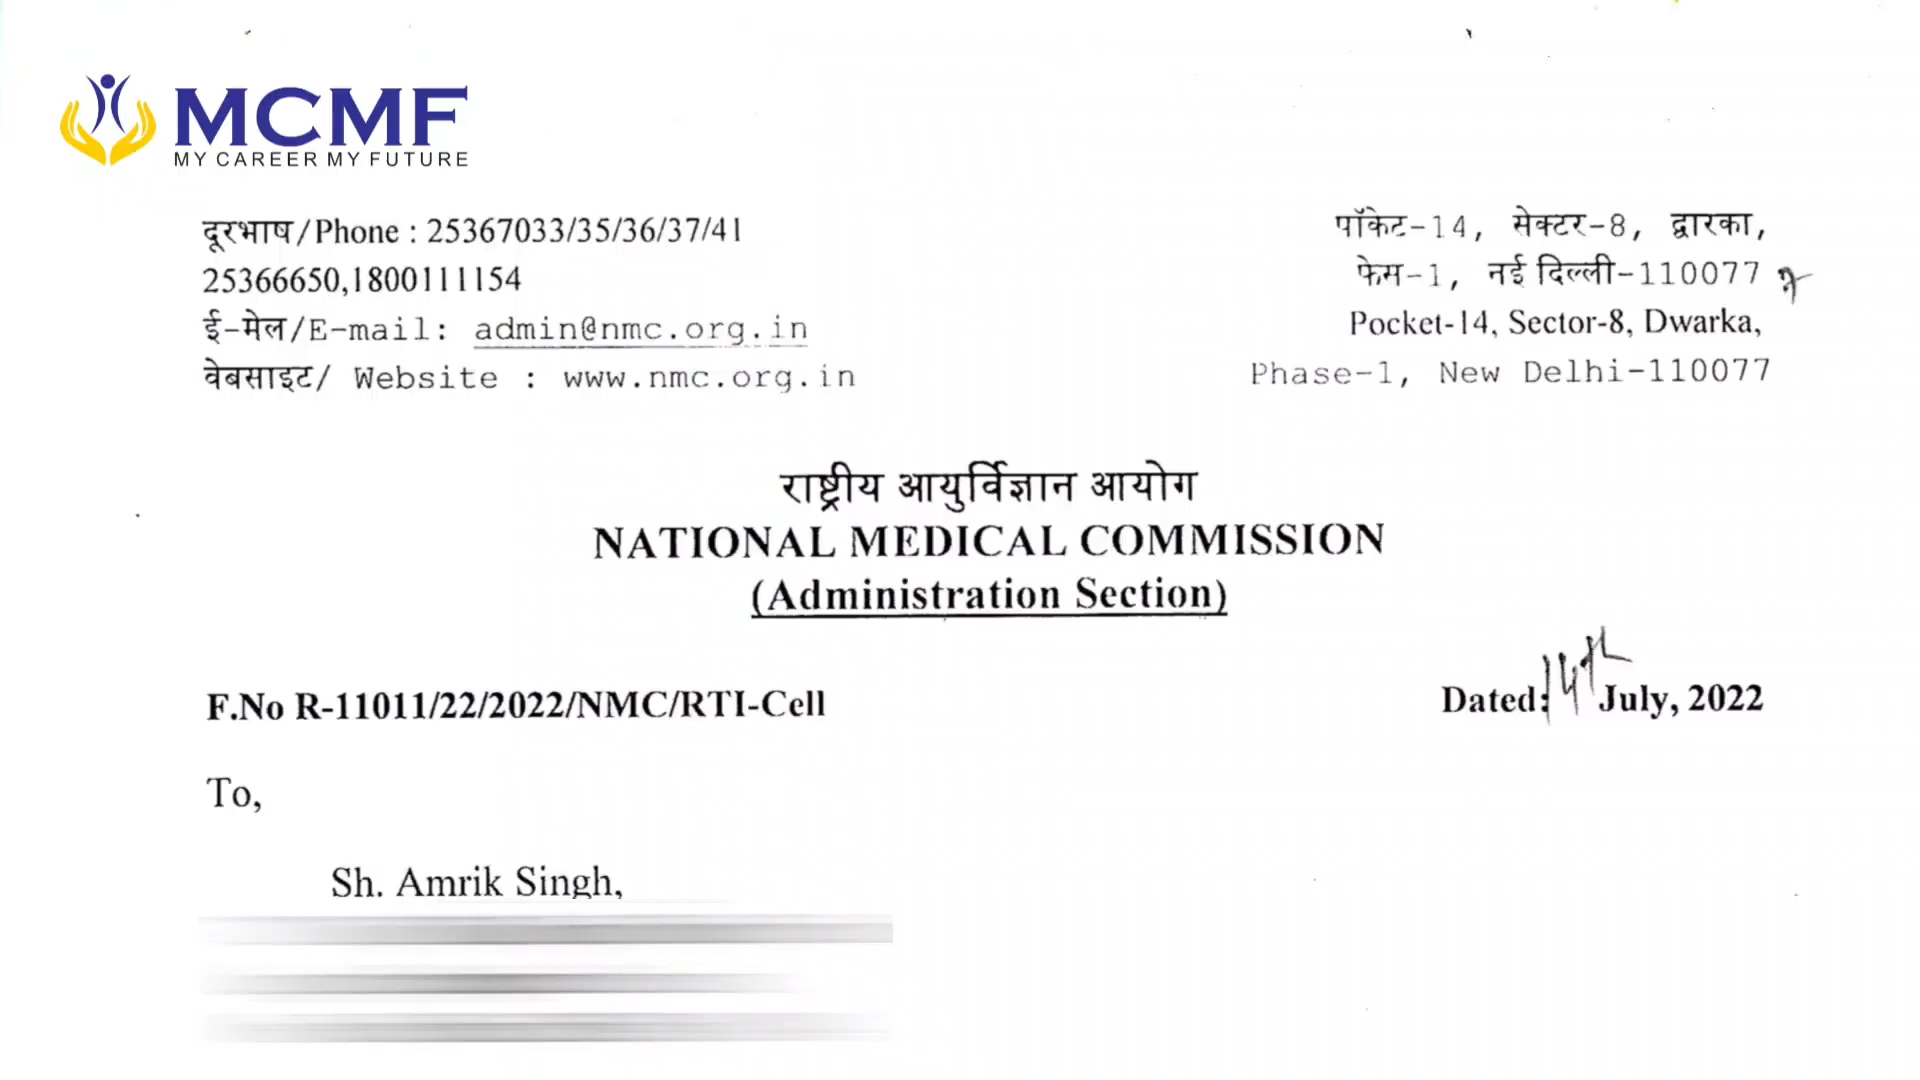 MCMF
MY CAREER MY FUTURE
दूरभाष/Phone : 25367033/35/36/37/41
25366650,1800111154
ई-मेल/E-mail: admin@nmc.org.in
वेबसाइट/ Website : www.nmc.org.in
पॉकेट-14, सेक्टर-8, द्वारका,
फेस-1, नई दिल्ली-110077
Pocket-14, Sector-8, Dwarka,
Phase-1, New Delhi-110077
राष्ट्रीय आयुर्विज्ञान आयोग
NATIONAL MEDICAL COMMISSION
(Administration Section)
F.No R-11011/22/2022/NMC/RTI-Cell
Dated: 14th July, 2022
To,
Sh. Amrik Singh,